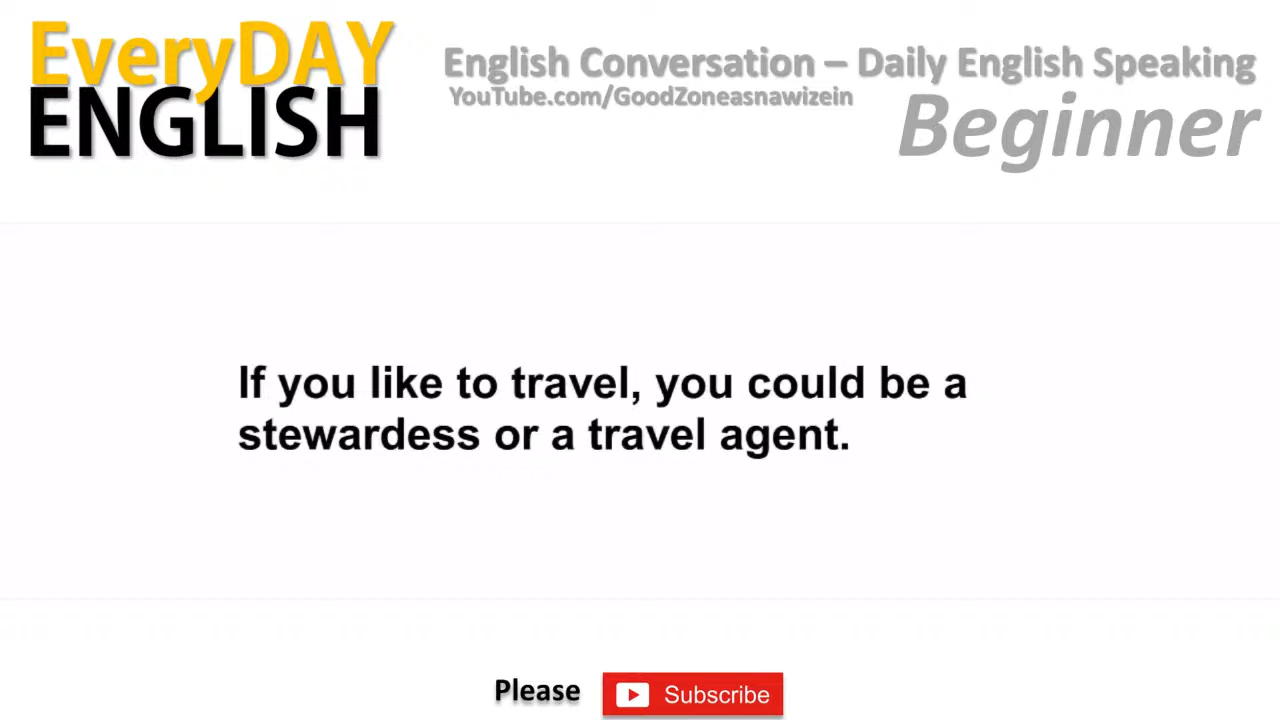 EveryDAY
ENGLISH
English Conversation – Daily English Speaking
YouTube.com/GoodZoneasnawizein
Beginner
If you like to travel, you could be a
stewardess or a travel agent.
Please
Subscribe